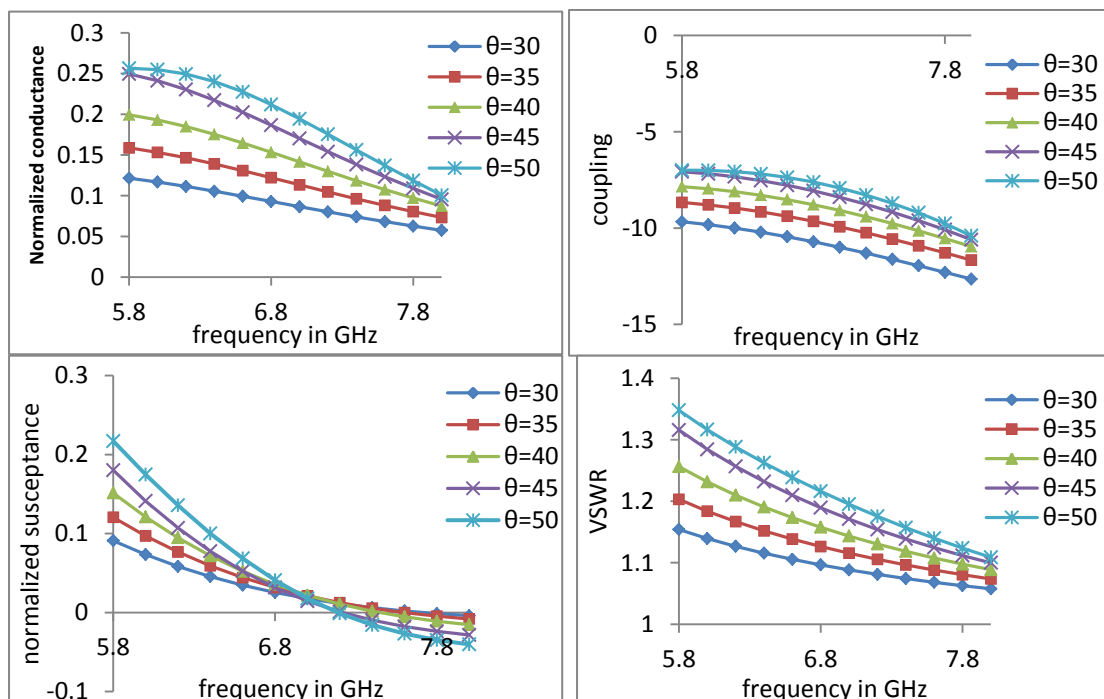 Normalized conductance
0.3
0.25
0.2
0.15
0.1
0.05
0
5.8
6.8
7.8
frequency in GHz
θ=30
θ=35
θ=40
θ=45
θ=50
coupling
0
-5
-10
-15
5.8
7.8
frequency in GHz
θ=30
θ=35
θ=40
θ=45
θ=50
normalized susceptance
0.3
0.2
0.1
0
-0.1
5.8
6.8
7.8
frequency in GHz
θ=30
θ=35
θ=40
θ=45
θ=50
VSWR
1.4
1.3
1.2
1.1
1
5.8
6.8
7.8
frequency in GHz
θ=30
θ=35
θ=40
θ=45
θ=50